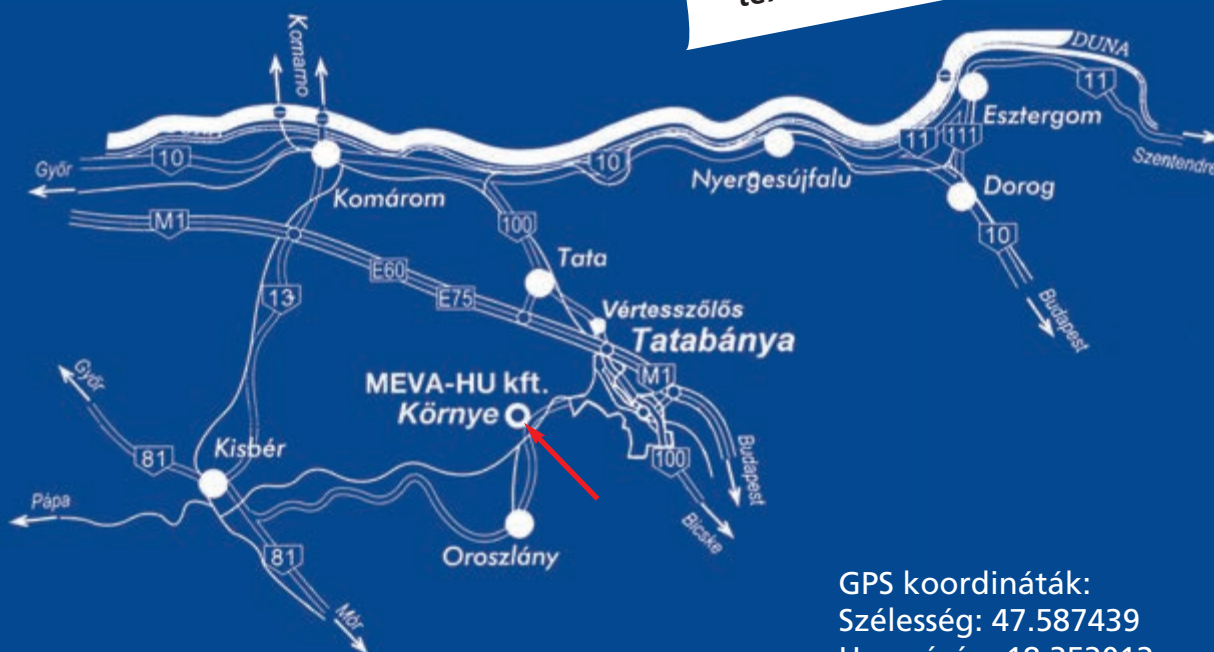 Komarno
DUNA
11
Esztergom
11
111
Szentendre
10
10
Győr
Nyergesújfalu
Dorog
Komárom
M1
100
10
Tata
E60
E75
13
Vértesszőlős
Tatabánya
Budapest
M1
MEVA-HU kft.
Környe
Győr
Kisbér
81
100
Budapest
Pápa
Bicske
Oroszlány
81
Mór
GPS koordináták:
Szélesség: 47.587439